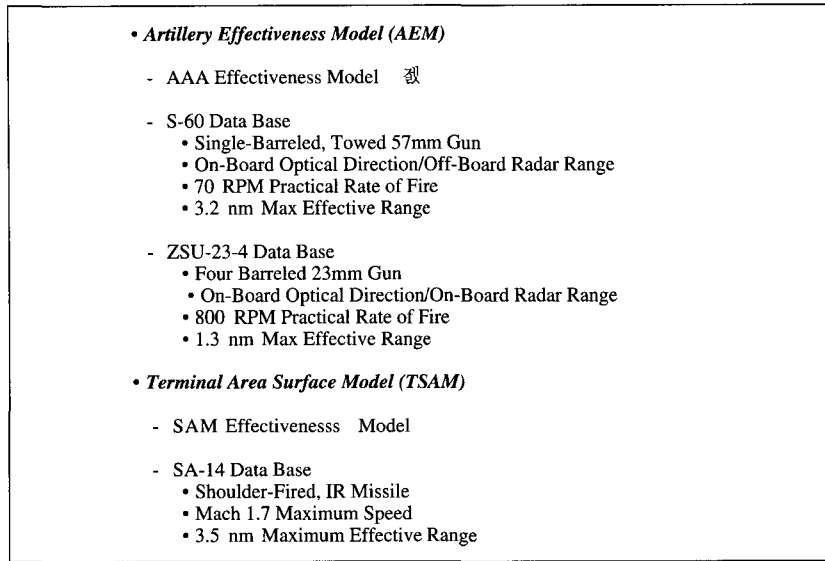 • Artillery Effectiveness Model (AEM)
- AAA Effectiveness Model
- S-60 Data Base
• Single-Barreled, Towed 57mm Gun
• On-Board Optical Direction/Off-Board Radar Range
• 70 RPM Practical Rate of Fire
• 3.2 nm Max Effective Range
- ZSU-23-4 Data Base
• Four Barreled 23mm Gun
• On-Board Optical Direction/On-Board Radar Range
• 800 RPM Practical Rate of Fire
• 1.3 nm Max Effective Range
• Terminal Area Surface Model (TSAM)
- SAM Effectivenesss Model
- SA-14 Data Base
• Shoulder-Fired, IR Missile
• Mach 1.7 Maximum Speed
• 3.5 nm Maximum Effective Range